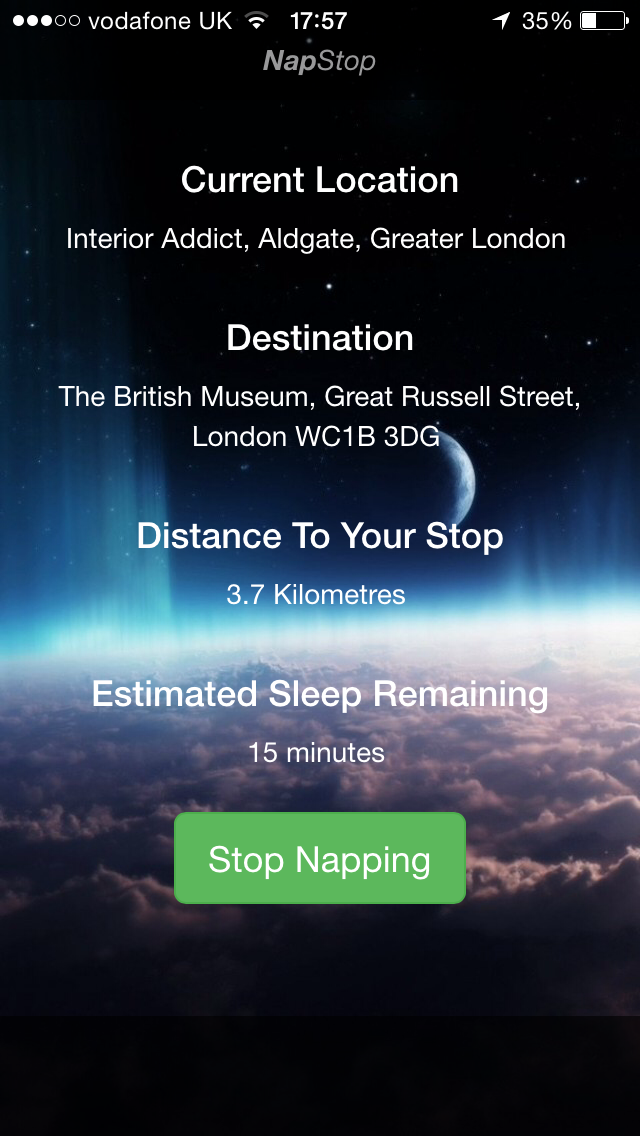 vodafone UK 17:57 35%
NapStop
Current Location
Interior Addict, Aldgate, Greater London
Destination
The British Museum, Great Russell Street,
London WC1B 3DG
Distance To Your Stop
3.7 Kilometres
Estimated Sleep Remaining
15 minutes
Stop Napping